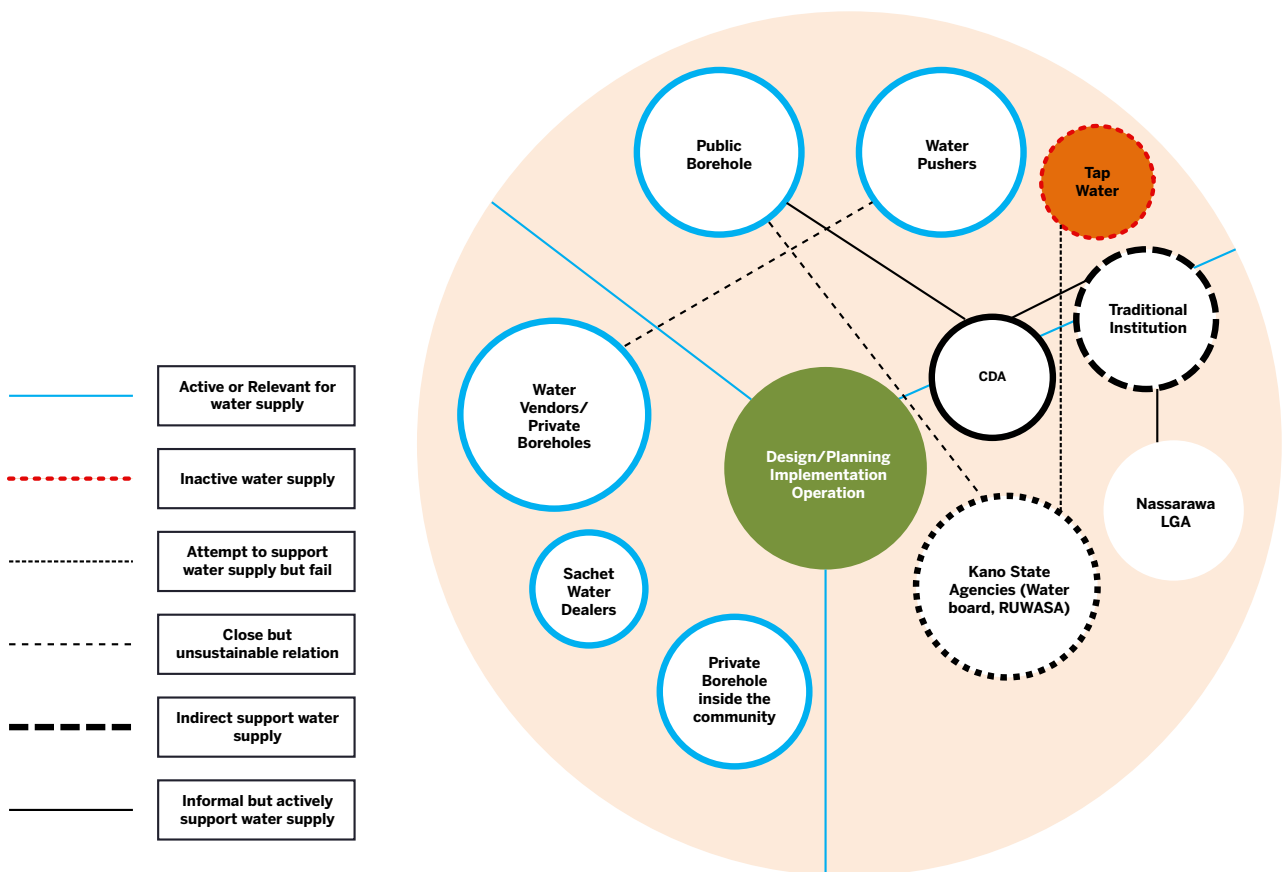 Active or Relevant for
water supply
Inactive water supply
Attempt to support
water supply but fail
Close but
unsustainable relation
Indirect support water
supply
Informal but actively
support water supply
Public
Borehole
Water
Pushers
Tap
Water
Traditional
Institution
CDA
Water
Vendors/
Private
Boreholes
Design/Planning
Implementation
Operation
Nassarawa
LGA
Sachet
Water
Dealers
Kano State
Agencies (Water
board, RUWASA)
Private
Borehole
inside the
community